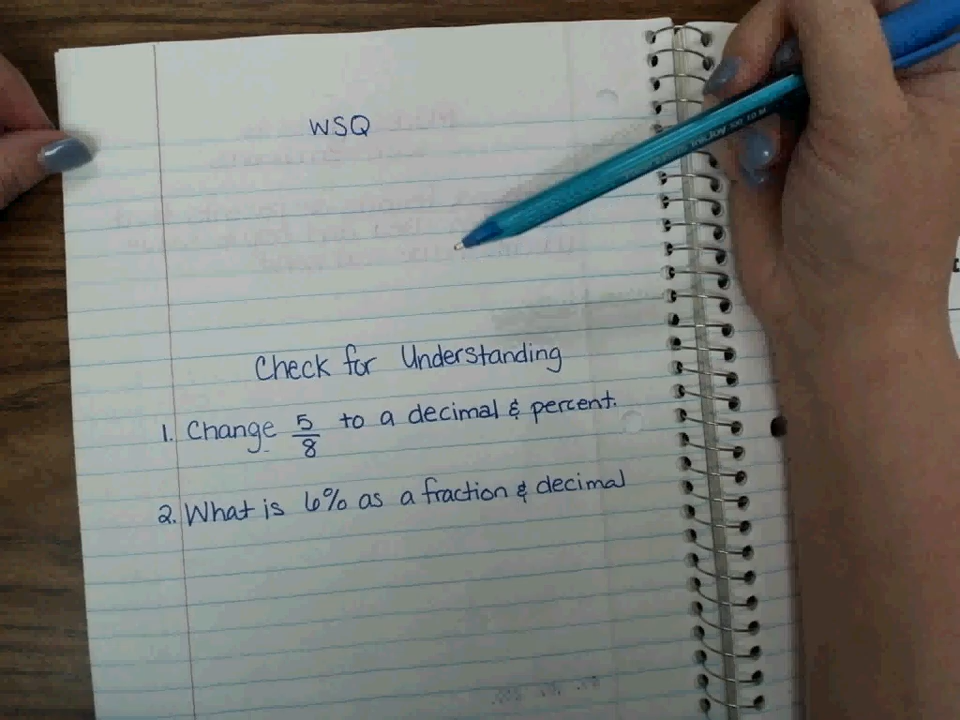 WSQ
Check for Understanding
1. Change 5/8 to a decimal & percent.
2. What is 6% as a fraction & decimal